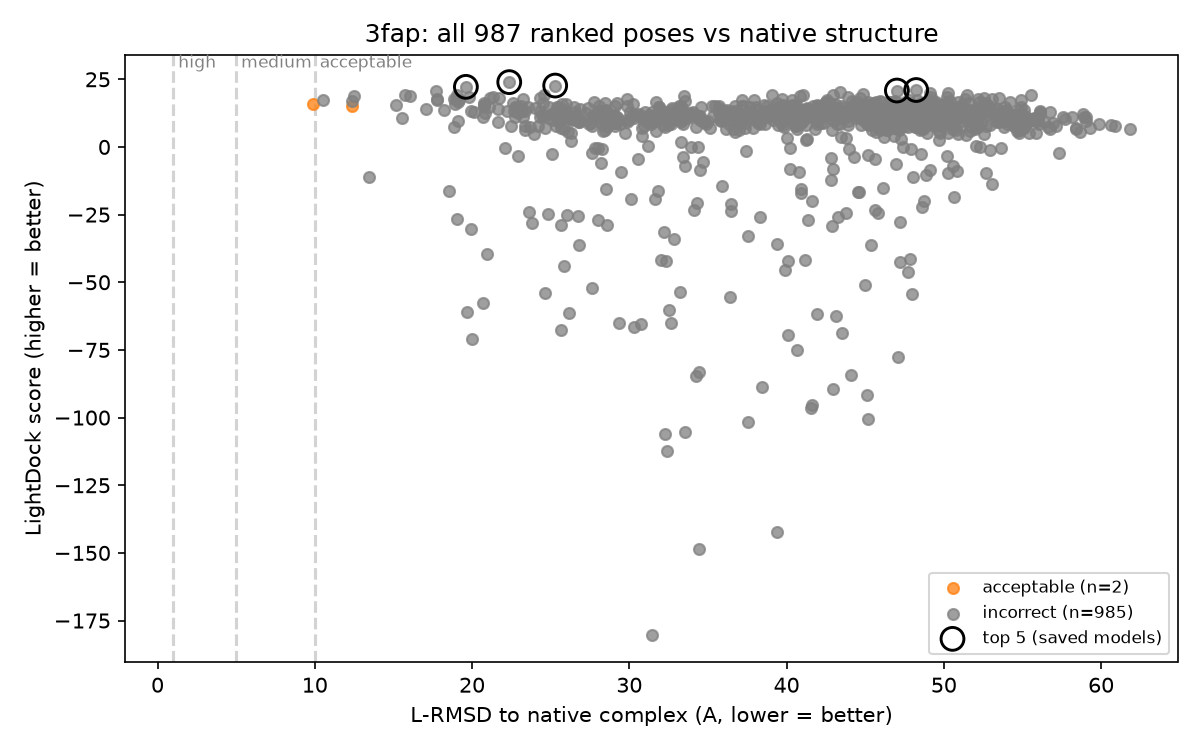 3fap: all 987 ranked poses vs native structure
high medium acceptable
LightDock score (higher = better)
25
0
−25
−50
−75
−100
−125
−150
−175
acceptable (n=2)
incorrect (n=985)
top 5 (saved models)
0 10 20 30 40 50 60
L-RMSD to native complex (A, lower = better)